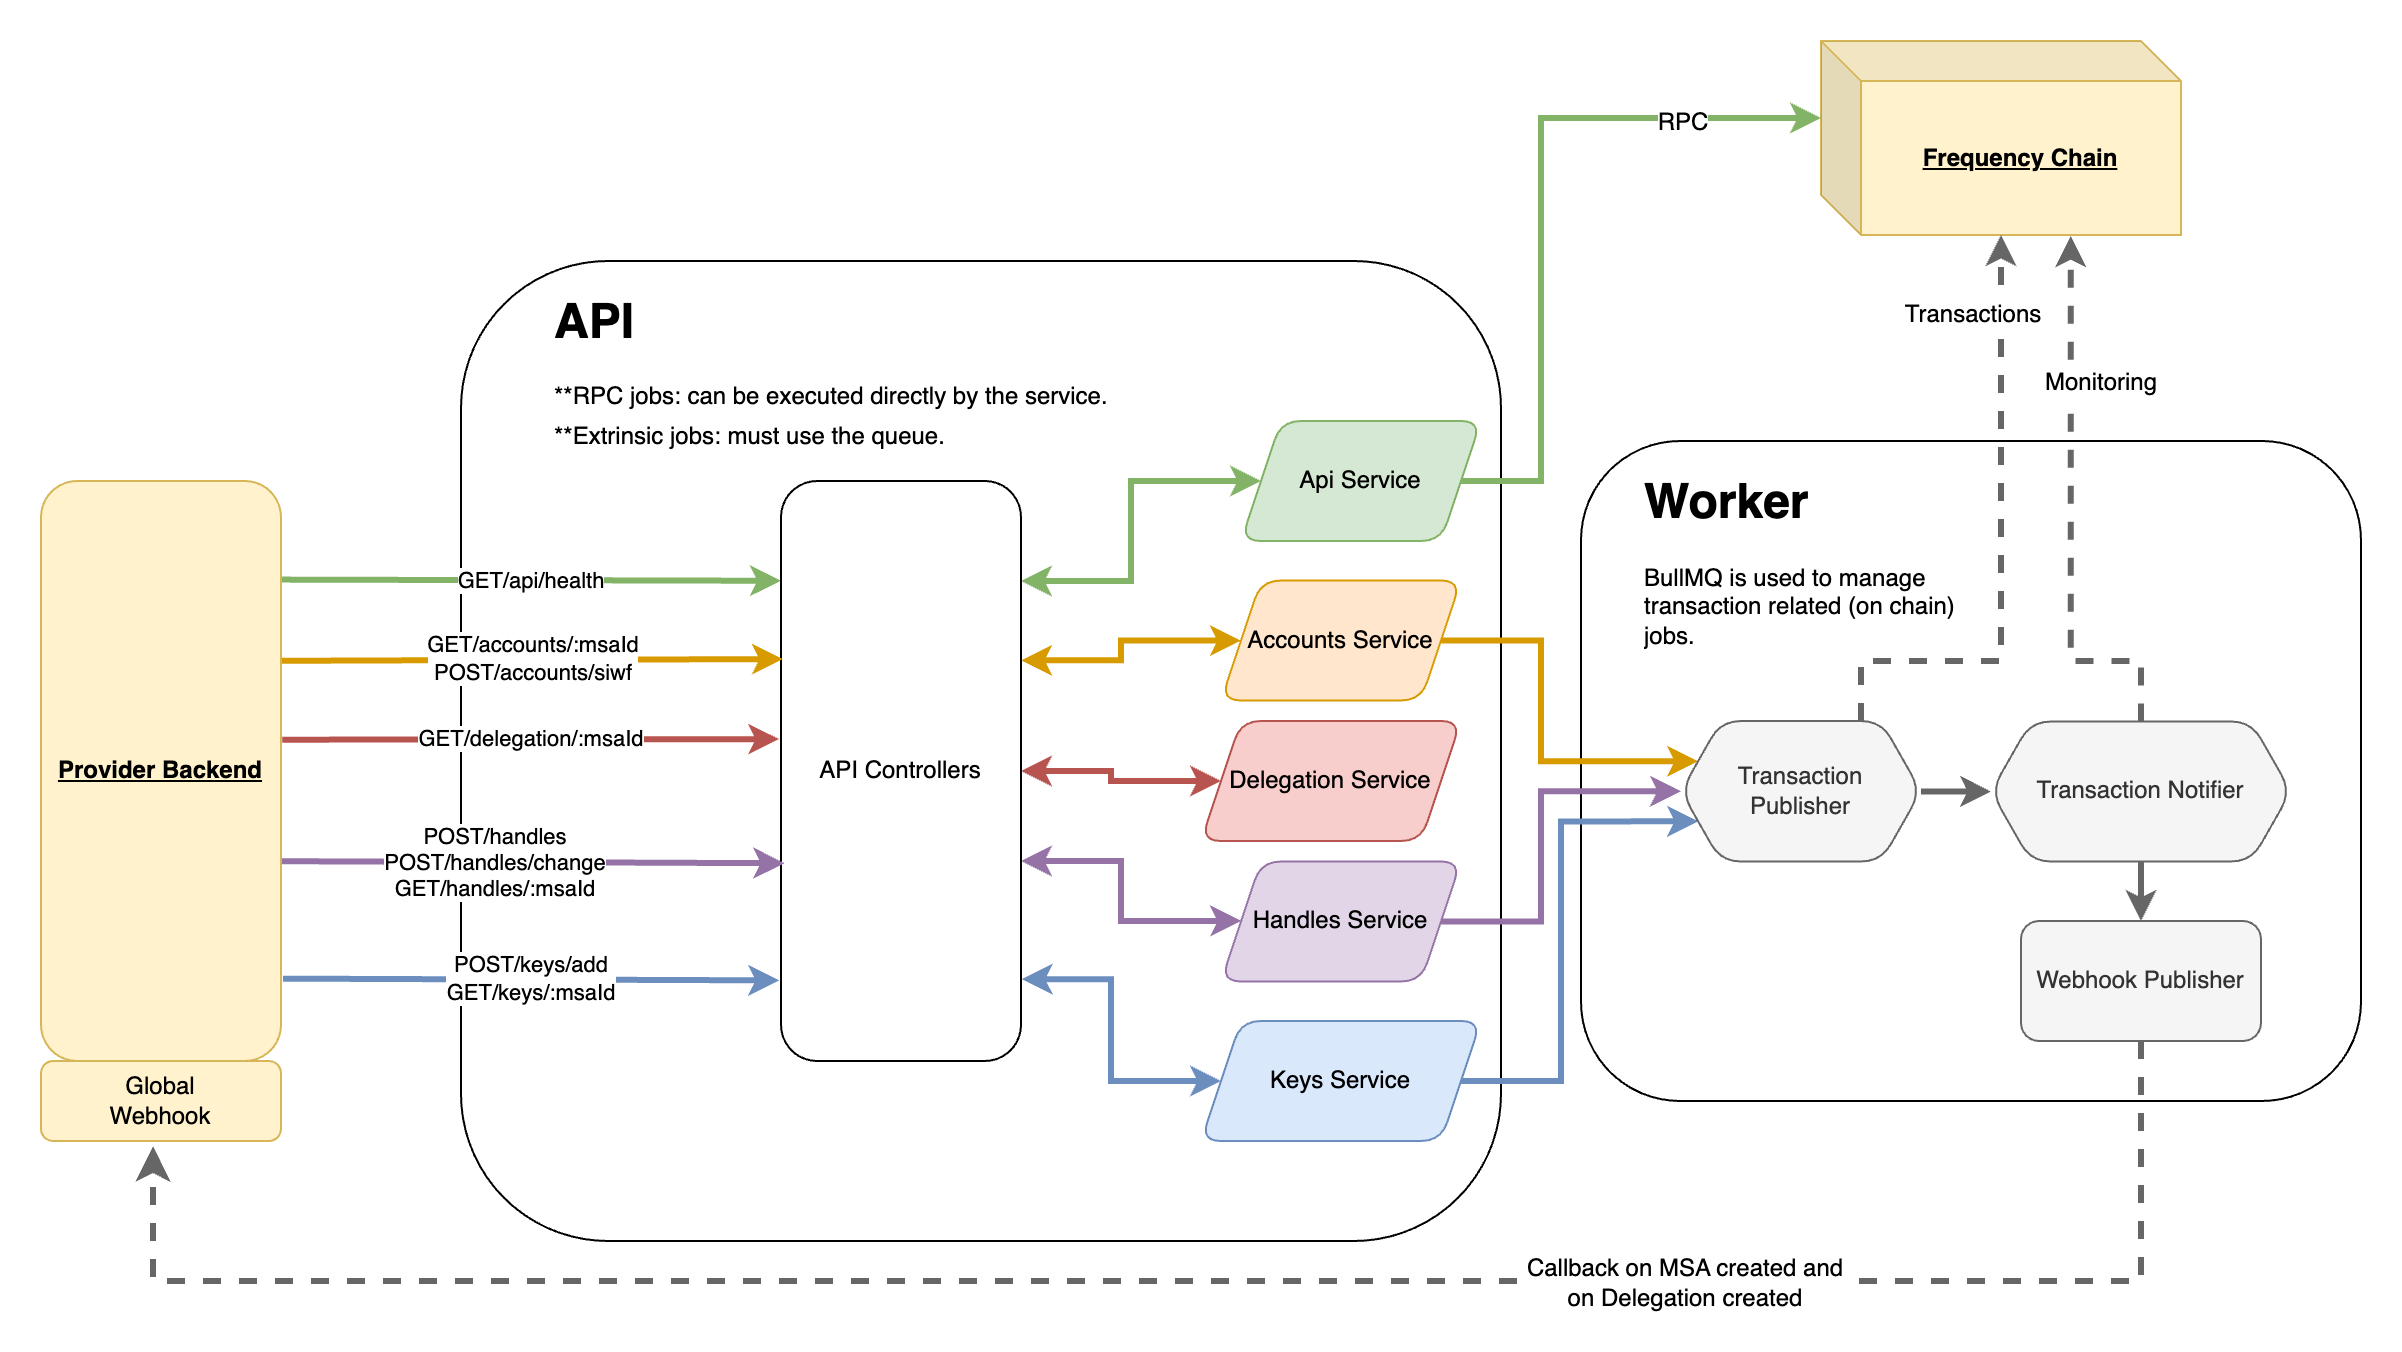 RPC
Frequency Chain
API
Transactions
Monitoring
**RPC jobs: can be executed directly by the service.
**Extrinsic jobs: must use the queue.
Api Service
Worker
BullMQ is used to manage
transaction related (on chain)
jobs.
GET/api/health
GET/accounts/:msaId
POST/accounts/siwf
Accounts Service
GET/delegation/:msaId
Provider Backend
API Controllers
Delegation Service
Transaction
Publisher
Transaction Notifier
POST/handles
POST/handles/change
GET/handles/:msaId
Handles Service
POST/keys/add
GET/keys/:msaId
Webhook Publisher
Keys Service
Global
Webhook
Callback on MSA created and
on Delegation created